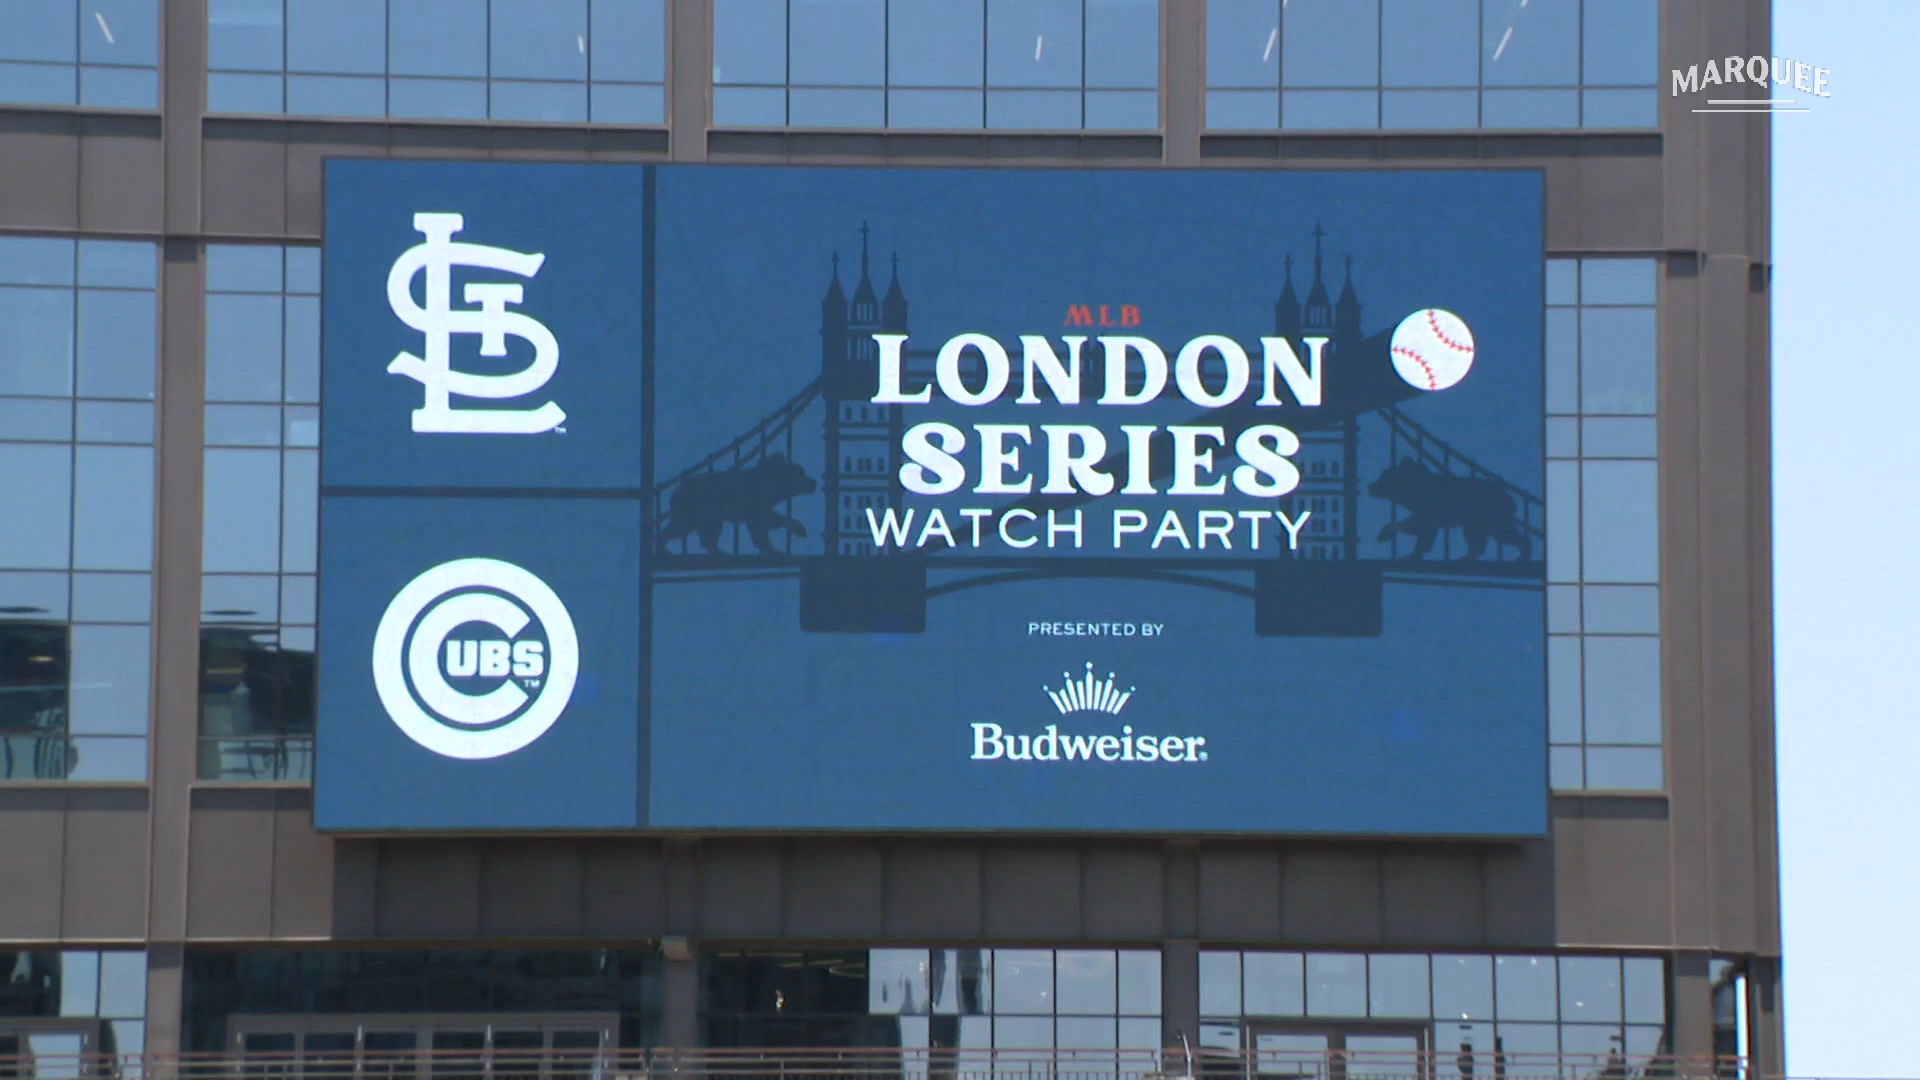 MARQUEE
STL
MLB
LONDON
SERIES
WATCH PARTY
CUBS
PRESENTED BY
Budweiser